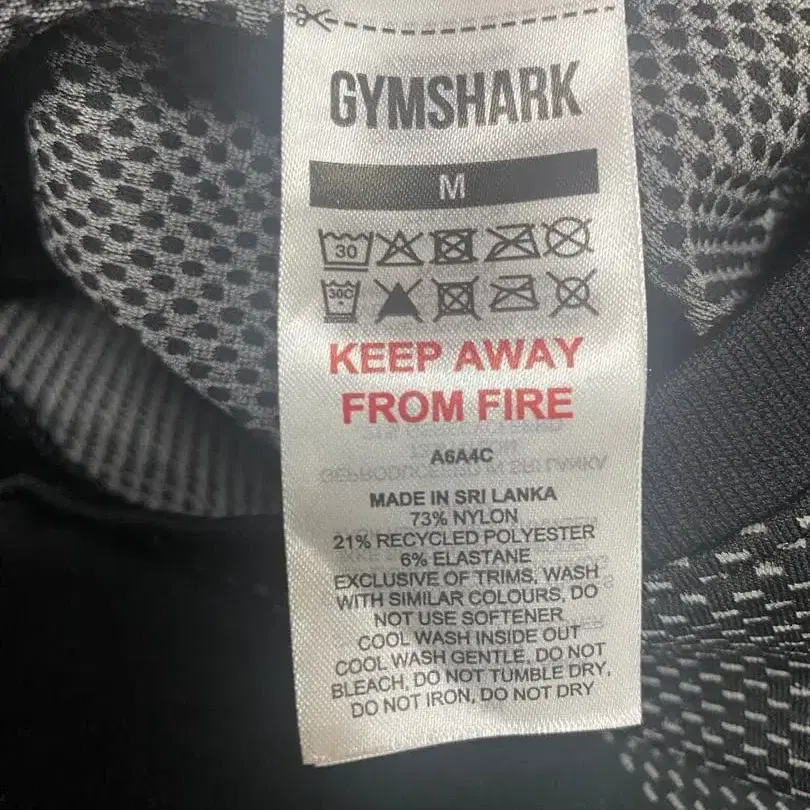 GYMSHARK
M
30
30C
KEEP AWAY
FROM FIRE
A6A4C
MADE IN SRI LANKA
73% NYLON
21% RECYCLED POLYESTER
6% ELASTANE
EXCLUSIVE OF TRIMS, WASH
WITH SIMILAR COLOURS, DO
NOT USE SOFTENER
COOL WASH INSIDE OUT
COOL WASH GENTLE, DO NOT
BLEACH, DO NOT TUMBLE DRY,
DO NOT IRON, DO NOT DRY